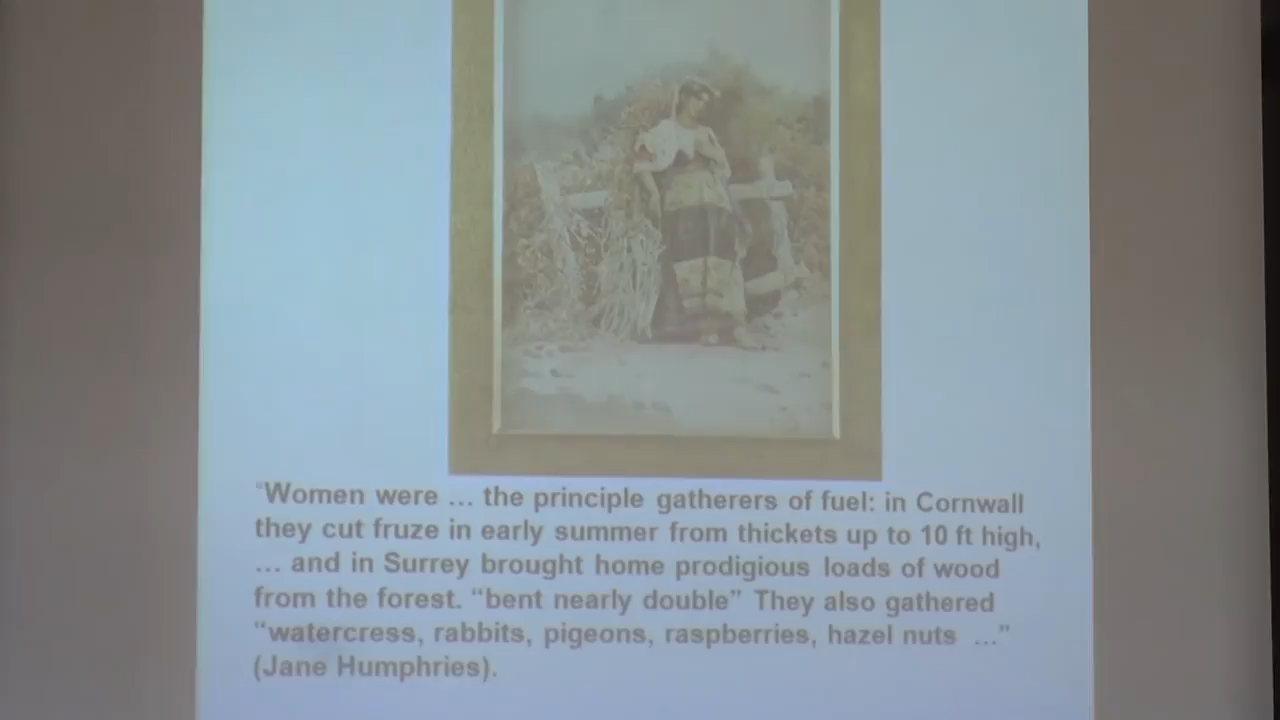 “Women were ... the principle gatherers of fuel: in Cornwall
they cut fruze in early summer from thickets up to 10 ft high,
... and in Surrey brought home prodigious loads of wood
from the forest. “bent nearly double” They also gathered
“watercress, rabbits, pigeons, raspberries, hazel nuts ...”
(Jane Humphries).